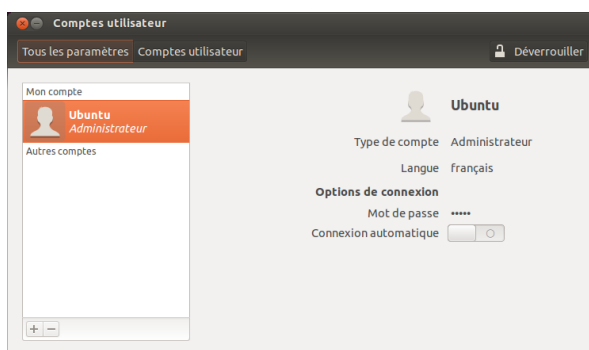 Comptes utilisateur
Tous les paramètres Comptes utilisateur Déverrouiller
Mon compte
Ubuntu
Administrateur
Autres comptes
Ubuntu
Type de compte Administrateur
Langue français
Options de connexion
Mot de passe •••••
Connexion automatique